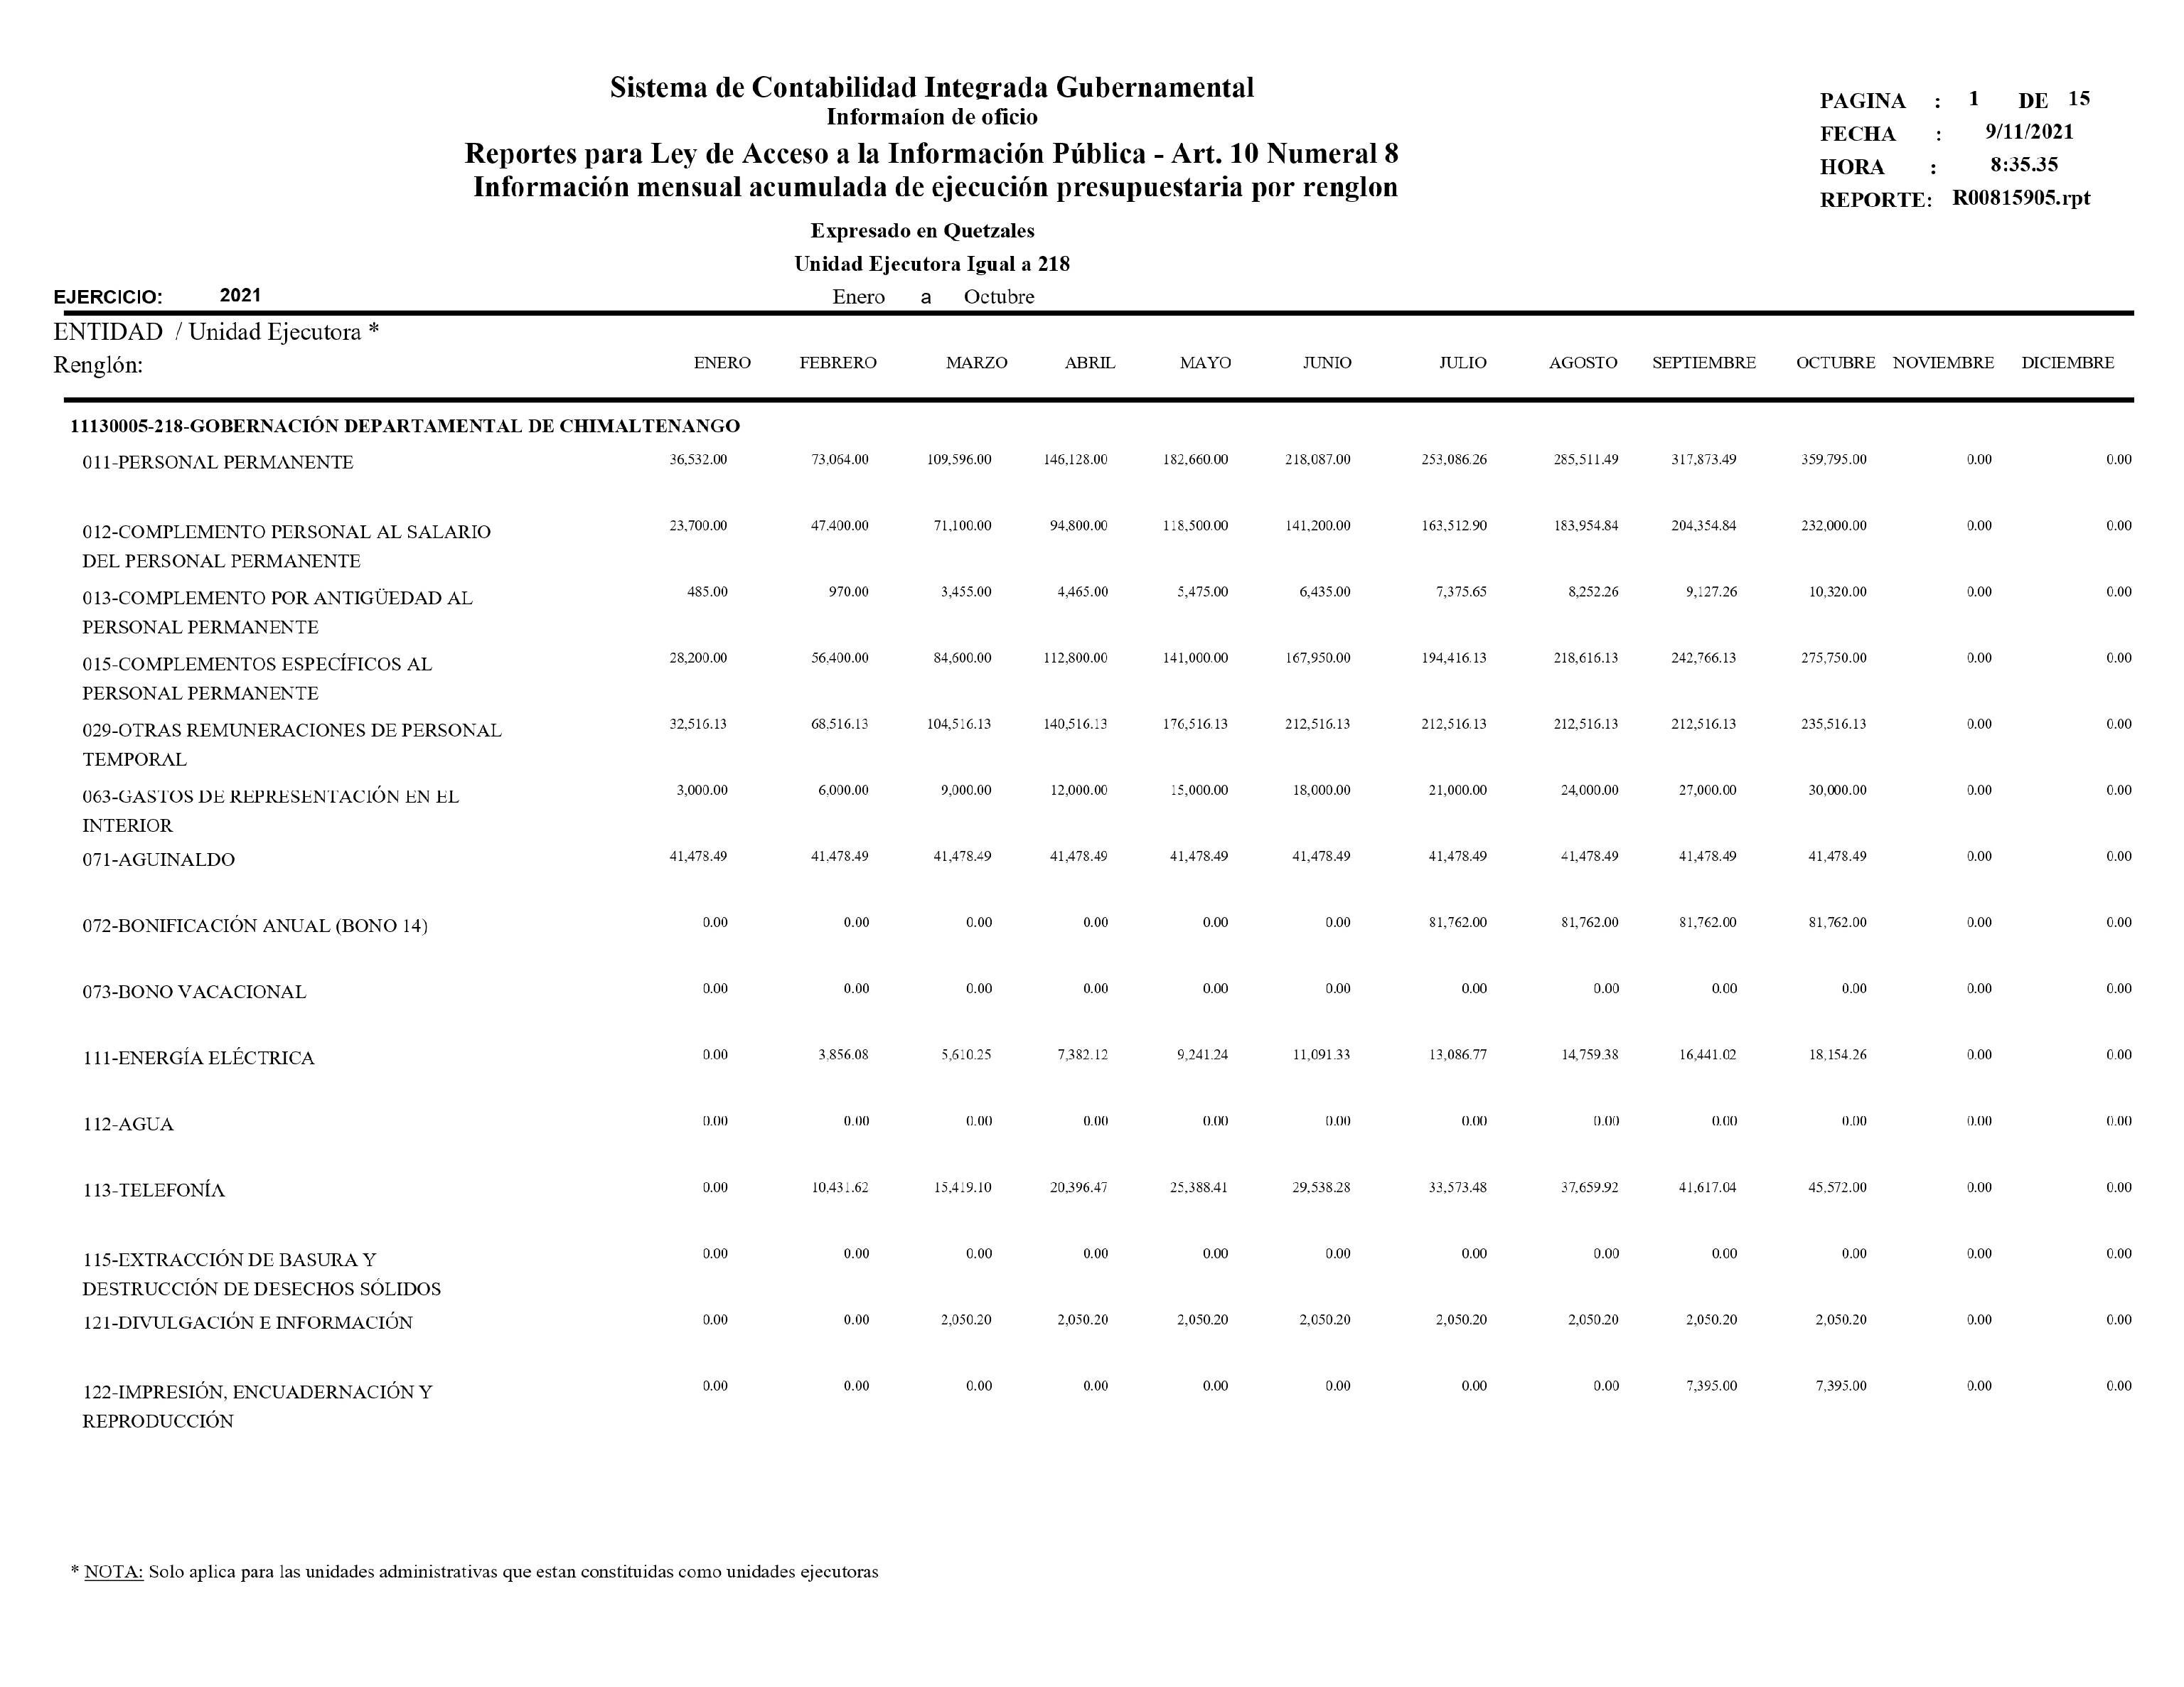 Sistema de Contabilidad Integrada Gubernamental
Informaíon de oficio
Reportes para Ley de Acceso a la Información Pública - Art. 10 Numeral 8
Información mensual acumulada de ejecución presupuestaria por renglon
Expresado en Quetzales
Unidad Ejecutora Igual a 218
PAGINA : 1 DE 15
FECHA : 9/11/2021
HORA : 8:35.35
REPORTE: R00815905.rpt
EJERCICIO: 2021 Enero a Octubre
ENTIDAD / Unidad Ejecutora *
Renglón: ENERO FEBRERO MARZO ABRIL MAYO JUNIO JULIO AGOSTO SEPTIEMBRE OCTUBRE NOVIEMBRE DICIEMBRE
11130005-218-GOBERNACIÓN DEPARTAMENTAL DE CHIMALTENANGO
011-PERSONAL PERMANENTE 36,532.00 73,064.00 109,596.00 146,128.00 182,660.00 218,087.00 253,086.26 285,511.49 317,873.49 359,795.00 0.00 0.00
012-COMPLEMENTO PERSONAL AL SALARIO 23,700.00 47,400.00 71,100.00 94,800.00 118,500.00 141,200.00 163,512.90 183,954.84 204,354.84 232,000.00 0.00 0.00
DEL PERSONAL PERMANENTE
013-COMPLEMENTO POR ANTIGÜEDAD AL 485.00 970.00 3,455.00 4,465.00 5,475.00 6,435.00 7,375.65 8,252.26 9,127.26 10,320.00 0.00 0.00
PERSONAL PERMANENTE
015-COMPLEMENTOS ESPECÍFICOS AL 28,200.00 56,400.00 84,600.00 112,800.00 141,000.00 167,950.00 194,416.13 218,616.13 242,766.13 275,750.00 0.00 0.00
PERSONAL PERMANENTE
029-OTRAS REMUNERACIONES DE PERSONAL 32,516.13 68,516.13 104,516.13 140,516.13 176,516.13 212,516.13 212,516.13 212,516.13 212,516.13 235,516.13 0.00 0.00
TEMPORAL
063-GASTOS DE REPRESENTACIÓN EN EL 3,000.00 6,000.00 9,000.00 12,000.00 15,000.00 18,000.00 21,000.00 24,000.00 27,000.00 30,000.00 0.00 0.00
INTERIOR
071-AGUINALDO 41,478.49 41,478.49 41,478.49 41,478.49 41,478.49 41,478.49 41,478.49 41,478.49 41,478.49 41,478.49 0.00 0.00
072-BONIFICACIÓN ANUAL (BONO 14) 0.00 0.00 0.00 0.00 0.00 0.00 81,762.00 81,762.00 81,762.00 81,762.00 0.00 0.00
073-BONO VACACIONAL 0.00 0.00 0.00 0.00 0.00 0.00 0.00 0.00 0.00 0.00 0.00 0.00
111-ENERGÍA ELÉCTRICA 0.00 3,856.08 5,610.25 7,382.12 9,241.24 11,091.33 13,086.77 14,759.38 16,441.02 18,154.26 0.00 0.00
112-AGUA 0.00 0.00 0.00 0.00 0.00 0.00 0.00 0.00 0.00 0.00 0.00 0.00
113-TELEFONÍA 0.00 10,431.62 15,419.10 20,396.47 25,388.41 29,538.28 33,573.48 37,659.92 41,617.04 45,572.00 0.00 0.00
115-EXTRACCIÓN DE BASURA Y 0.00 0.00 0.00 0.00 0.00 0.00 0.00 0.00 0.00 0.00 0.00 0.00
DESTRUCCIÓN DE DESECHOS SÓLIDOS
121-DIVULGACIÓN E INFORMACIÓN 0.00 0.00 2,050.20 2,050.20 2,050.20 2,050.20 2,050.20 2,050.20 2,050.20 2,050.20 0.00 0.00
122-IMPRESIÓN, ENCUADERNACIÓN Y 0.00 0.00 0.00 0.00 0.00 0.00 0.00 0.00 7,395.00 7,395.00 0.00 0.00
REPRODUCCIÓN
* NOTA: Solo aplica para las unidades administrativas que estan constituidas como unidades ejecutoras